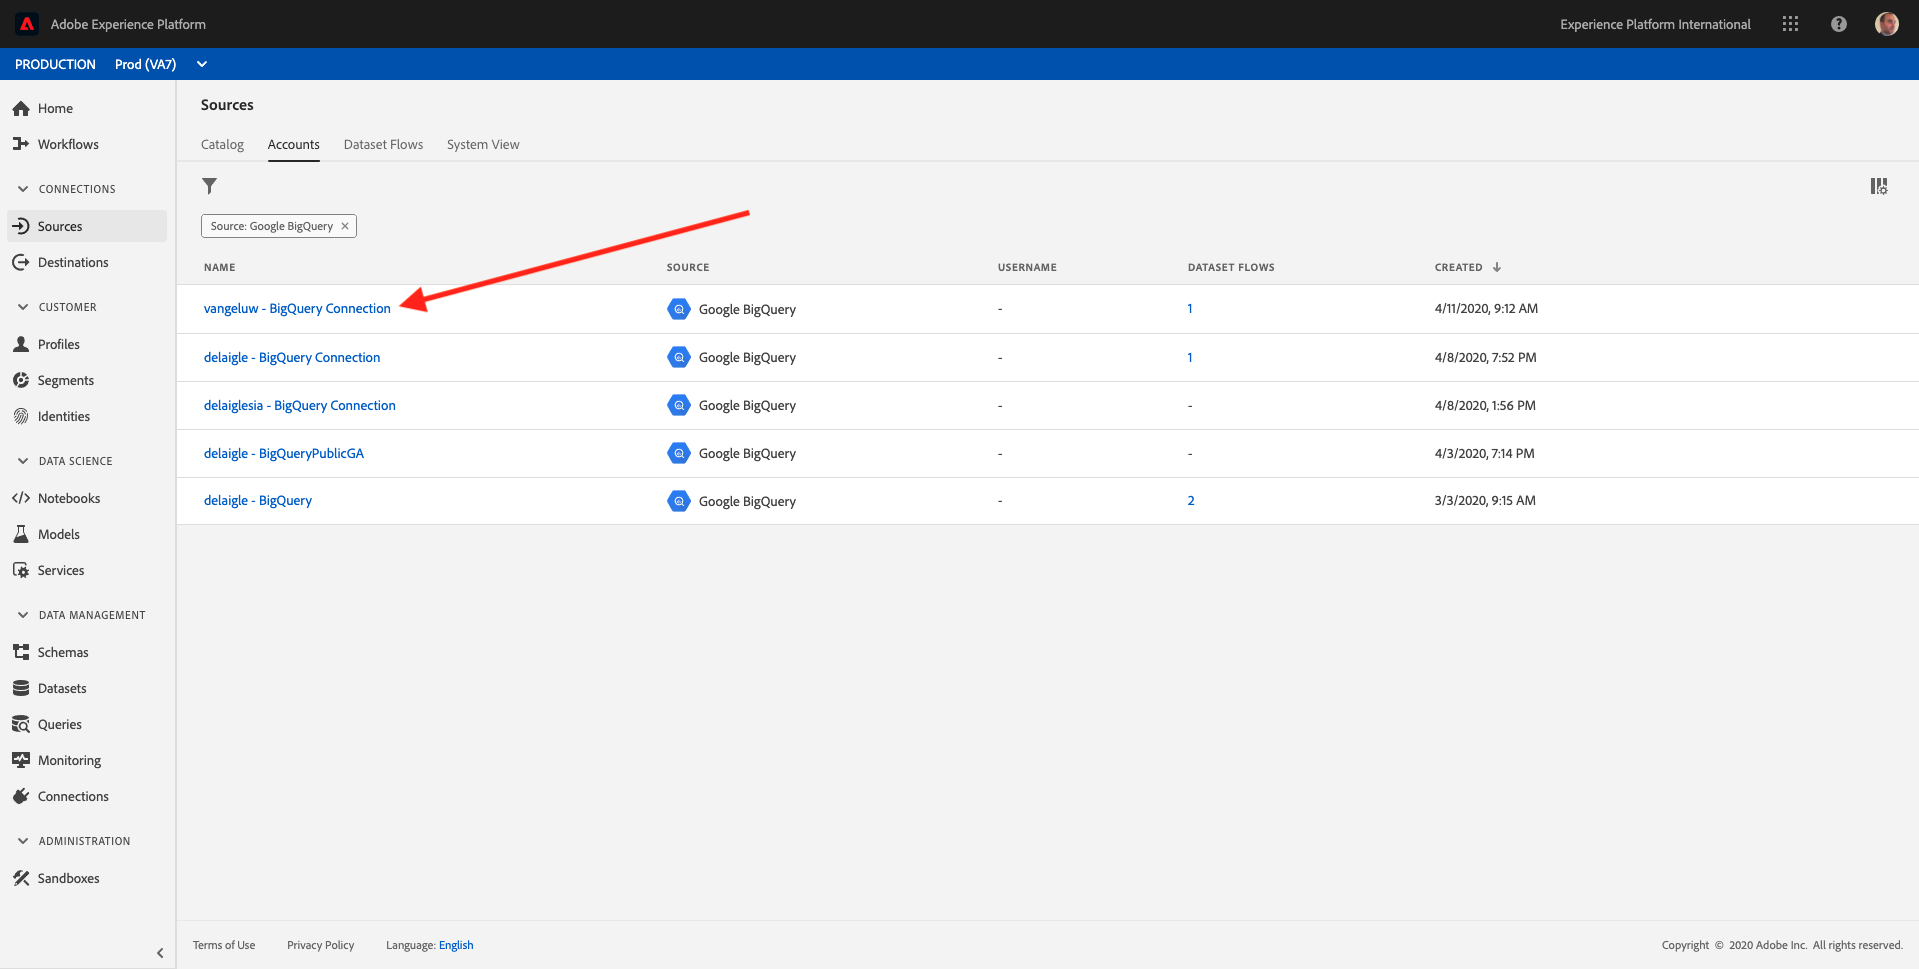 Adobe Experience Platform
Experience Platform International
PRODUCTION Prod (VA7)
Home
Workflows
CONNECTIONS
Sources
Destinations
CUSTOMER
Profiles
Segments
Identities
DATA SCIENCE
Notebooks
Models
Services
DATA MANAGEMENT
Schemas
Datasets
Queries
Monitoring
Connections
ADMINISTRATION
Sandboxes
Sources
Catalog Accounts Dataset Flows System View
Source: Google BigQuery ×
NAME SOURCE USERNAME DATASET FLOWS CREATED ↓
vangeluw - BigQuery Connection Google BigQuery - 1 4/11/2020, 9:12 AM
delaigle - BigQuery Connection Google BigQuery - 1 4/8/2020, 7:52 PM
delaiglesia - BigQuery Connection Google BigQuery - - 4/8/2020, 1:56 PM
delaigle - BigQueryPublicGA Google BigQuery - - 4/3/2020, 7:14 PM
delaigle - BigQuery Google BigQuery - 2 3/3/2020, 9:15 AM
Terms of Use Privacy Policy Language: English
Copyright © 2020 Adobe Inc. All rights reserved.